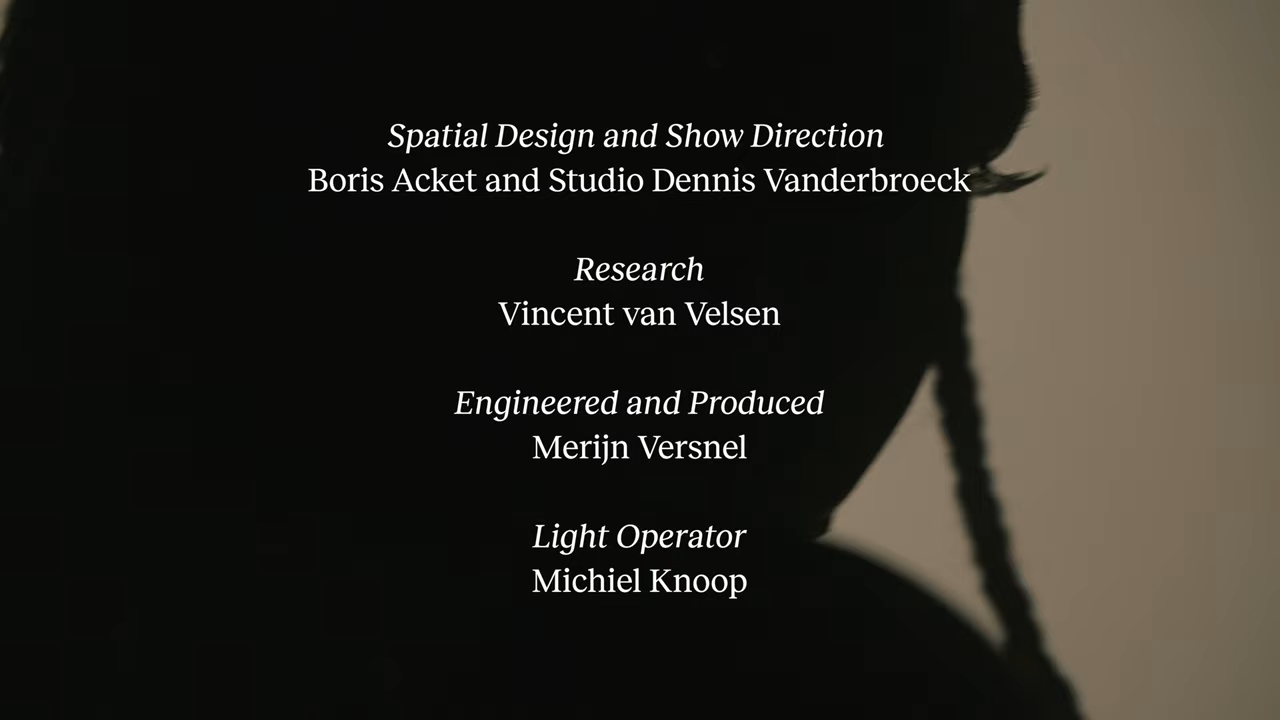 Spatial Design and Show Direction
Boris Acket and Studio Dennis Vanderbroeck
Research
Vincent van Velsen
Engineered and Produced
Merijn Versnel
Light Operator
Michiel Knoop